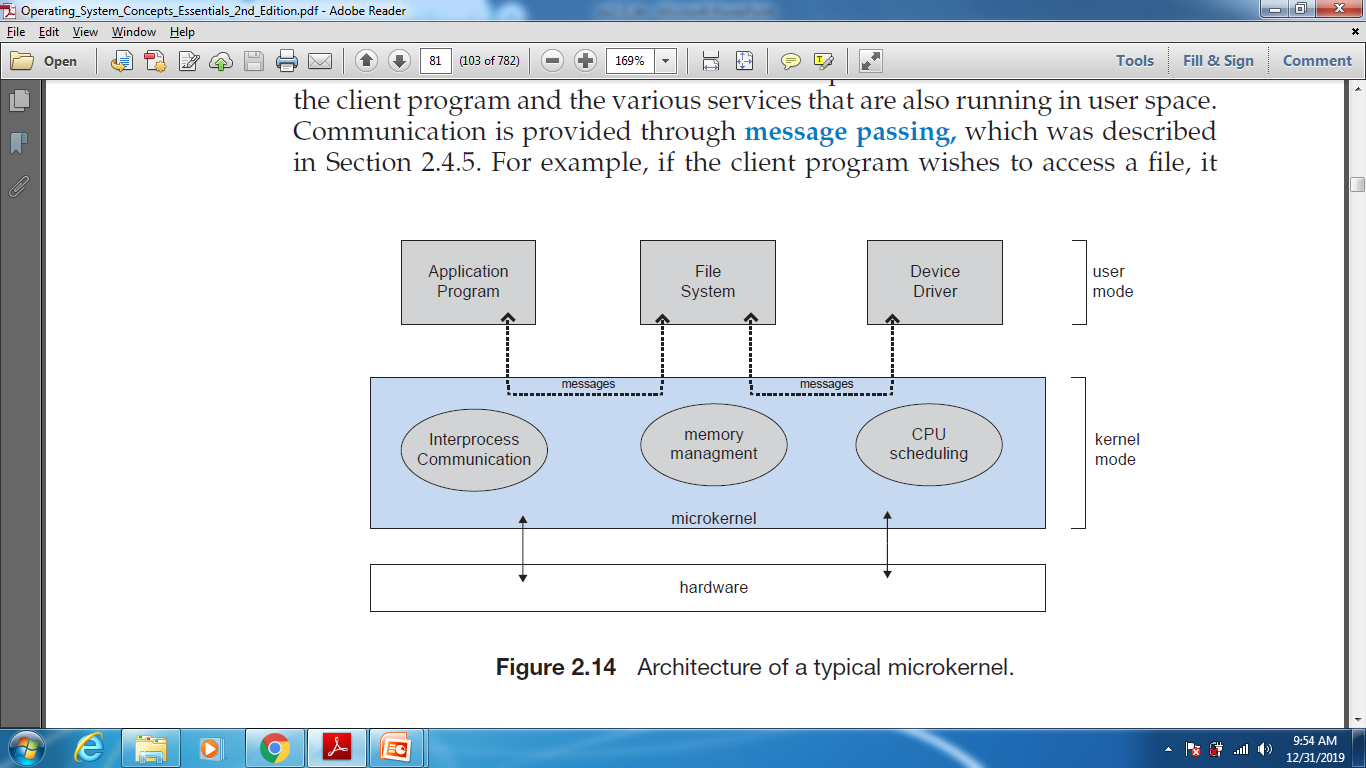 Operating_System_Concepts_Essentials_2nd_Edition.pdf - Adobe Reader
File Edit View Window Help
Open 81 (103 of 782) 169% Tools Fill & Sign Comment
the client program and the various services that are also running in user space.
Communication is provided through message passing, which was described
in Section 2.4.5. For example, if the client program wishes to access a file, it
Application
Program
File
System
Device
Driver
user
mode
messages
messages
Interprocess
Communication
memory
managment
CPU
scheduling
kernel
mode
microkernel
hardware
Figure 2.14 Architecture of a typical microkernel.
9:54 AM
12/31/2019